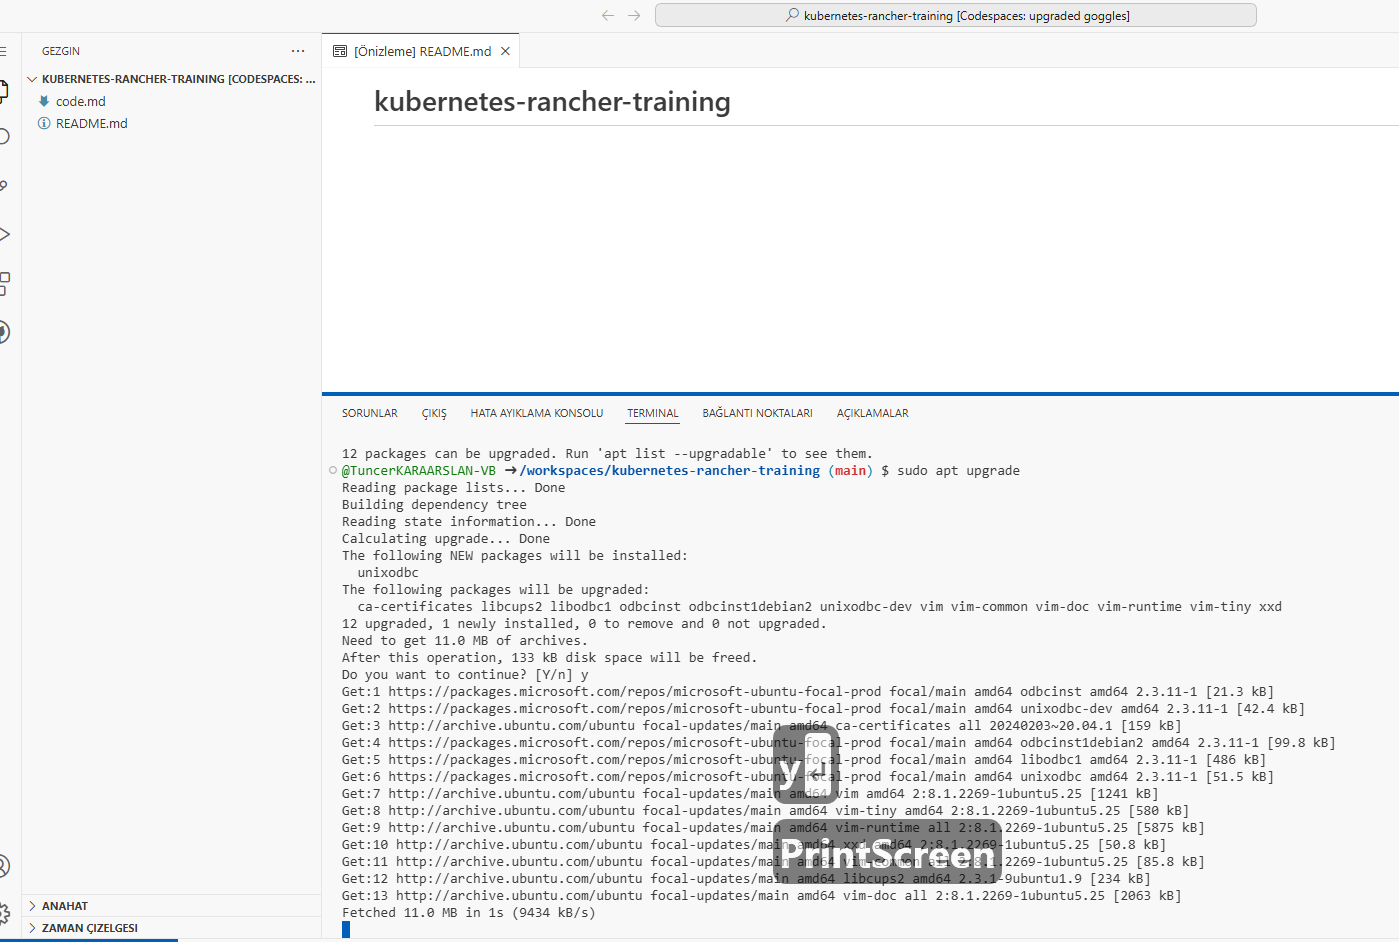 kubernetes-rancher-training [Codespaces: upgraded goggles]
GEZGIN
[Önizleme] README.md
KUBERNETES-RANCHER-TRAINING [CODESPACES: ...
code.md
README.md
kubernetes-rancher-training
SORUNLAR ÇIKIŞ HATA AYIKLAMA KONSOLU TERMINAL BAĞLANTI NOKTALARI AÇIKLAMALAR
12 packages can be upgraded. Run 'apt list --upgradable' to see them.
@TuncerKARAARSLAN-VB ➜/workspaces/kubernetes-rancher-training (main) $ sudo apt upgrade
Reading package lists... Done
Building dependency tree
Reading state information... Done
Calculating upgrade... Done
The following NEW packages will be installed:
unixodbc
The following packages will be upgraded:
ca-certificates libcups2 libodbc1 odbcinst odbcinst1debian2 unixodbc-dev vim vim-common vim-doc vim-runtime vim-tiny xxd
12 upgraded, 1 newly installed, 0 to remove and 0 not upgraded.
Need to get 11.0 MB of archives.
After this operation, 133 kB disk space will be freed.
Do you want to continue? [Y/n] y
Get:1 https://packages.microsoft.com/repos/microsoft-ubuntu-focal-prod focal/main amd64 odbcinst amd64 2.3.11-1 [21.3 kB]
Get:2 https://packages.microsoft.com/repos/microsoft-ubuntu-focal-prod focal/main amd64 unixodbc-dev amd64 2.3.11-1 [42.4 kB]
Get:3 http://archive.ubuntu.com/ubuntu focal-updates/main amd64 ca-certificates all 20240203~20.04.1 [159 kB]
Get:4 https://packages.microsoft.com/repos/microsoft-ubuntu-focal-prod focal/main amd64 odbcinst1debian2 amd64 2.3.11-1 [99.8 kB]
Get:5 https://packages.microsoft.com/repos/microsoft-ubuntu-focal-prod focal/main amd64 libodbc1 amd64 2.3.11-1 [486 kB]
Get:6 https://packages.microsoft.com/repos/microsoft-ubuntu-focal-prod focal/main amd64 unixodbc amd64 2.3.11-1 [51.5 kB]
Get:7 http://archive.ubuntu.com/ubuntu focal-updates/main amd64 vim amd64 2:8.1.2269-1ubuntu5.25 [1241 kB]
Get:8 http://archive.ubuntu.com/ubuntu focal-updates/main amd64 vim-tiny amd64 2:8.1.2269-1ubuntu5.25 [580 kB]
Get:9 http://archive.ubuntu.com/ubuntu focal-updates/main amd64 vim-runtime all 2:8.1.2269-1ubuntu5.25 [5875 kB]
Get:10 http://archive.ubuntu.com/ubuntu focal-updates/main amd64 xxd amd64 2:8.1.2269-1ubuntu5.25 [50.8 kB]
Get:11 http://archive.ubuntu.com/ubuntu focal-updates/main amd64 vim-common all 2:8.1.2269-1ubuntu5.25 [85.8 kB]
Get:12 http://archive.ubuntu.com/ubuntu focal-updates/main amd64 libcups2 amd64 2.3.1-9ubuntu1.9 [234 kB]
Get:13 http://archive.ubuntu.com/ubuntu focal-updates/main amd64 vim-doc all 2:8.1.2269-1ubuntu5.25 [2063 kB]
Fetched 11.0 MB in 1s (9434 kB/s)
y↵
PrintScreen
ANAHAT
ZAMAN ÇIZELGESI